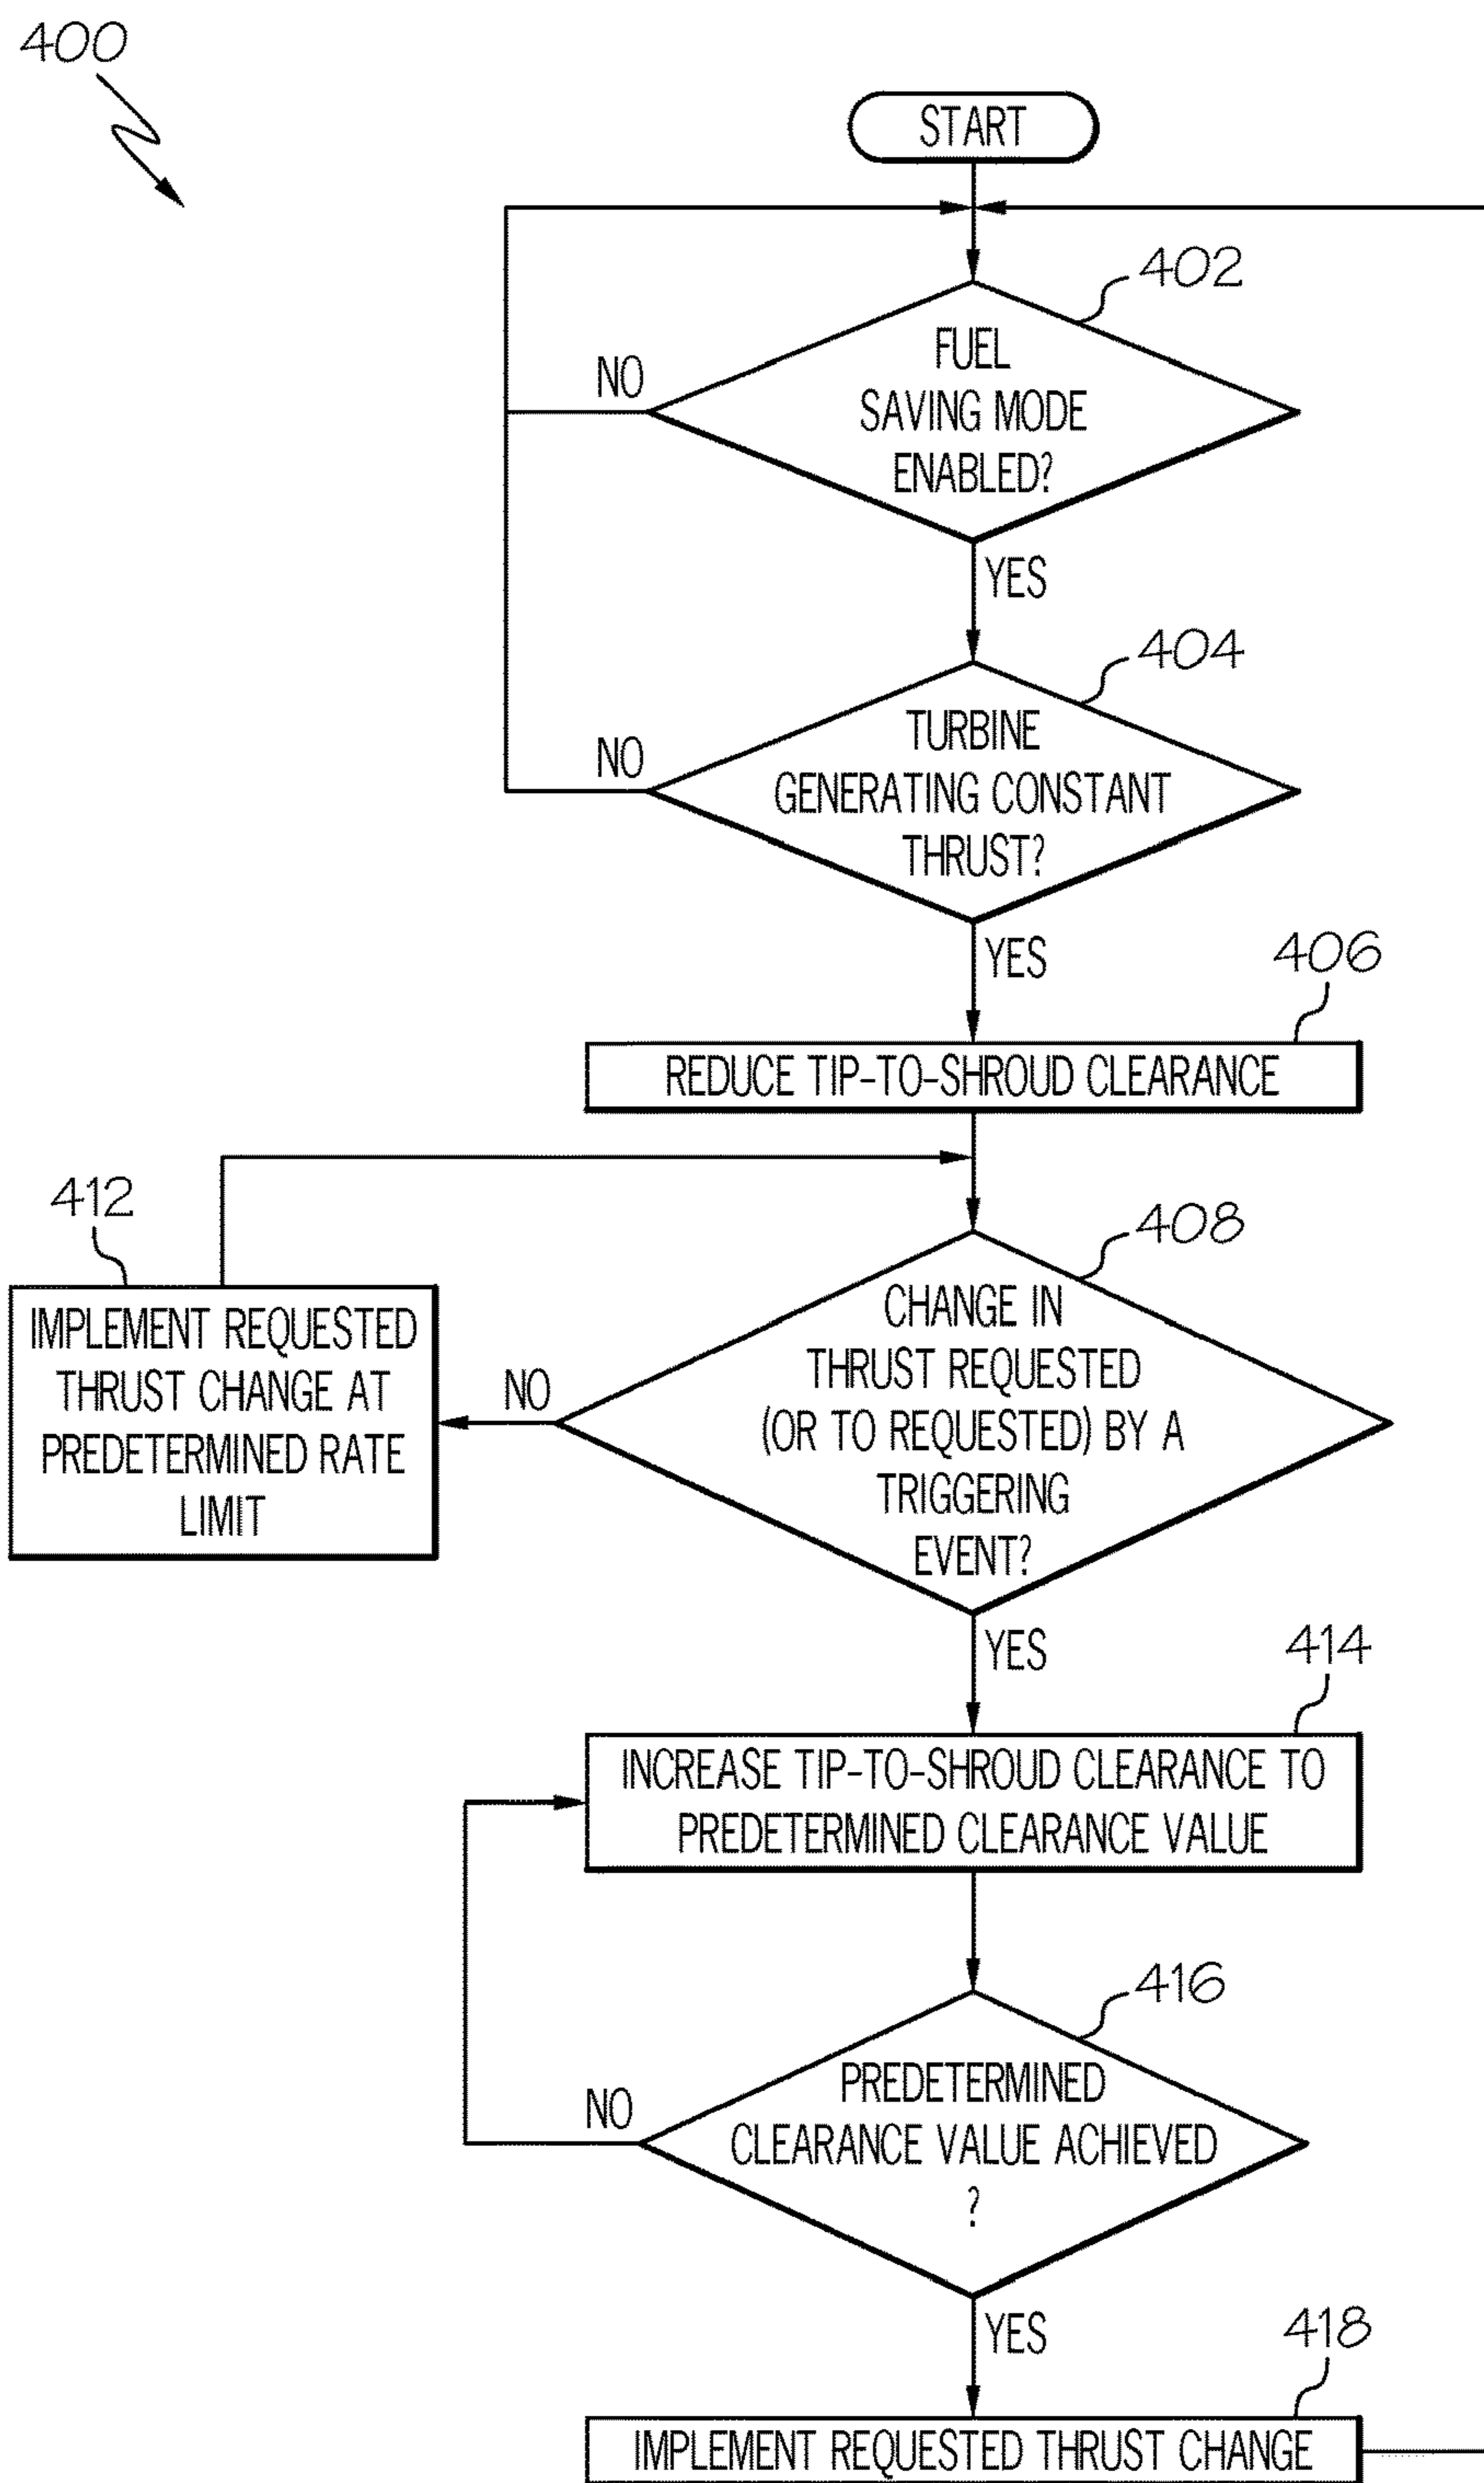 400
START
402
FUEL
SAVING MODE
ENABLED?
NO
YES
404
TURBINE
GENERATING CONSTANT
THRUST?
NO
YES
406
REDUCE TIP-TO-SHROUD CLEARANCE
412
IMPLEMENT REQUESTED
THRUST CHANGE AT
PREDETERMINED RATE
LIMIT
408
CHANGE IN
THRUST REQUESTED
(OR TO REQUESTED) BY A
TRIGGERING
EVENT?
NO
YES
414
INCREASE TIP-TO-SHROUD CLEARANCE TO
PREDETERMINED CLEARANCE VALUE
416
PREDETERMINED
CLEARANCE VALUE ACHIEVED
?
NO
YES
418
IMPLEMENT REQUESTED THRUST CHANGE